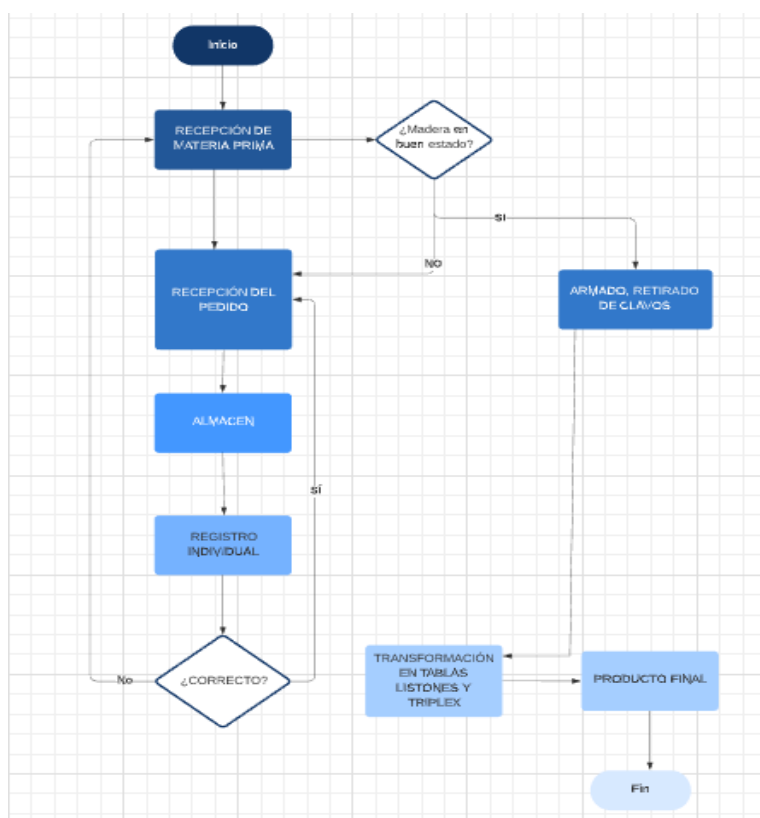 Inicio
RECEPCIÓN DE
MATERIA PRIMA
¿Madera en
buen estado?
SI
NO
RECEPCIÓN DEL
PEDIDO
ARMADO, RETIRADO
DE CLAVOS
ALMACEN
SÍ
REGISTRO
INDIVIDUAL
¿CORRECTO?
No
TRANSFORMACIÓN
EN TABLAS
LISTONES Y
TRIPLEX
PRODUCTO FINAL
Fin